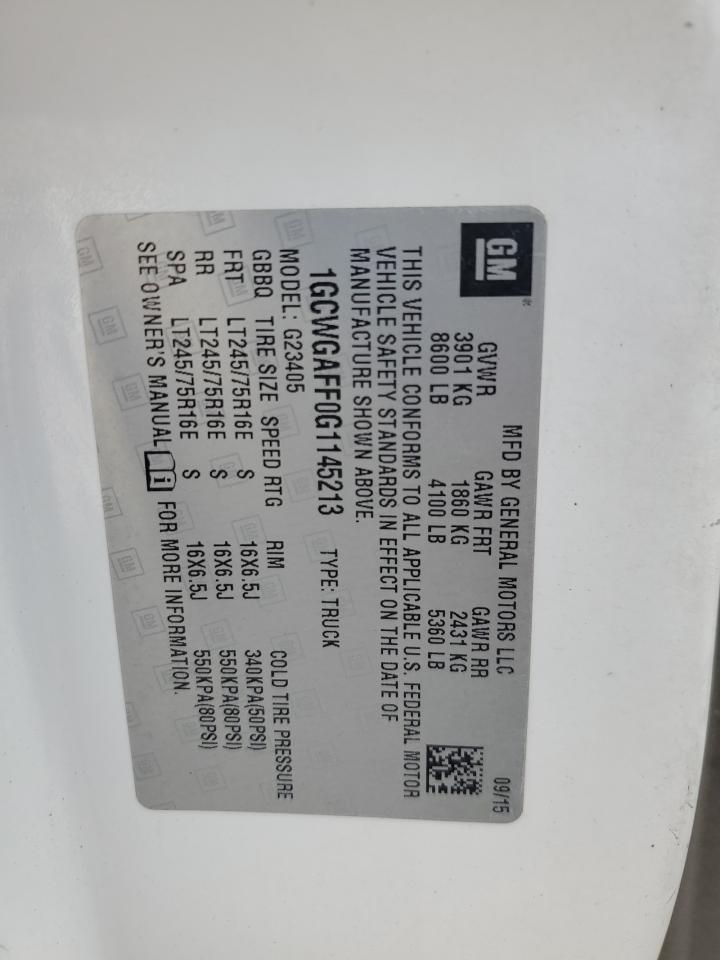 GM
MFD BY GENERAL MOTORS LLC 09/15
GVWR GAWR FRT GAWR RR
3901 KG 1860 KG 2431 KG
8600 LB 4100 LB 5360 LB
THIS VEHICLE CONFORMS TO ALL APPLICABLE U.S. FEDERAL MOTOR
VEHICLE SAFETY STANDARDS IN EFFECT ON THE DATE OF
MANUFACTURE SHOWN ABOVE.
1GCWGAFF0G1145213 TYPE: TRUCK
MODEL: G23405
GBBQ TIRE SIZE SPEED RTG RIM COLD TIRE PRESSURE
FRT LT245/75R16E S 16X6.5J 340KPA(50PSI)
RR LT245/75R16E S 16X6.5J 550KPA(80PSI)
SPA LT245/75R16E S 16X6.5J 550KPA(80PSI)
SEE OWNER'S MANUAL i FOR MORE INFORMATION.